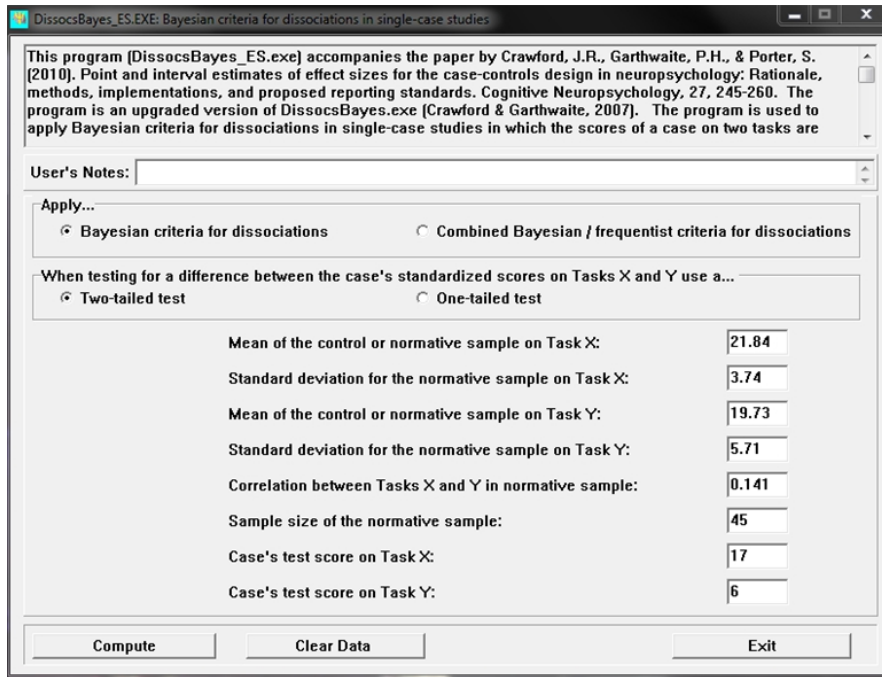 DissocsBayes_ES.EXE: Bayesian criteria for dissociations in single-case studies
This program (DissocsBayes_ES.exe) accompanies the paper by Crawford, J.R., Garthwaite, P.H., & Porter, S.
(2010). Point and interval estimates of effect sizes for the case-controls design in neuropsychology: Rationale,
methods, implementations, and proposed reporting standards. Cognitive Neuropsychology, 27, 245-260.  The
program is an upgraded version of DissocsBayes.exe (Crawford & Garthwaite, 2007).   The program is used to
apply Bayesian criteria for dissociations in single-case studies in which the scores of a case on two tasks are
User's Notes:
Apply...
Bayesian criteria for dissociations
Combined Bayesian / frequentist criteria for dissociations
When testing for a difference between the case's standardized scores on Tasks X and Y use a...
Two-tailed test
One-tailed test
Mean of the control or normative sample on Task X: 21.84
Standard deviation for the normative sample on Task X: 3.74
Mean of the control or normative sample on Task Y: 19.73
Standard deviation for the normative sample on Task Y: 5.71
Correlation between Tasks X and Y in normative sample: 0.141
Sample size of the normative sample: 45
Case's test score on Task X: 17
Case's test score on Task Y: 6
Compute
Clear Data
Exit